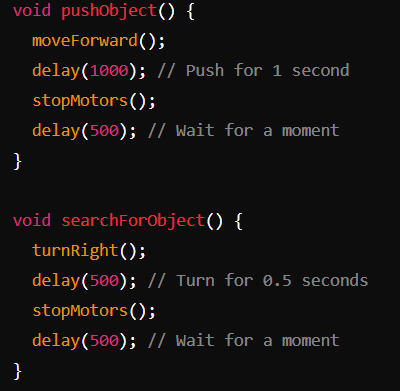 void pushObject() {
  moveForward();
  delay(1000); // Push for 1 second
  stopMotors();
  delay(500); // Wait for a moment
}

void searchForObject() {
  turnRight();
  delay(500); // Turn for 0.5 seconds
  stopMotors();
  delay(500); // Wait for a moment
}